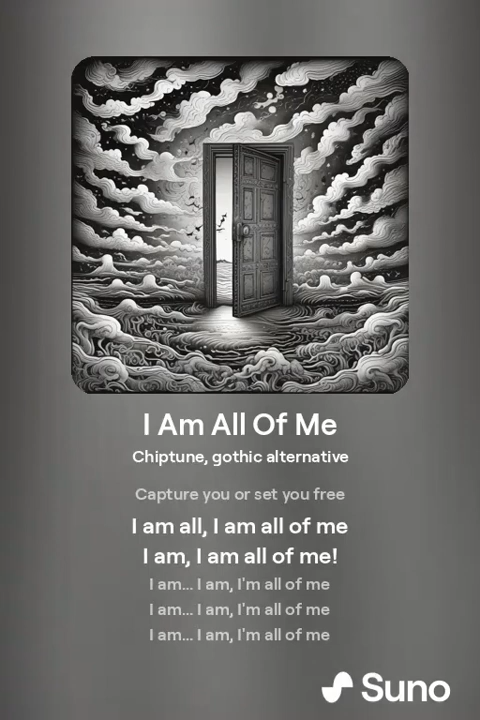 I Am All Of Me
Chiptune, gothic alternative
Capture you or set you free
I am all, I am all of me
I am, I am all of me!
I am... I am, I'm all of me
I am... I am, I'm all of me
I am... I am, I'm all of me
Suno